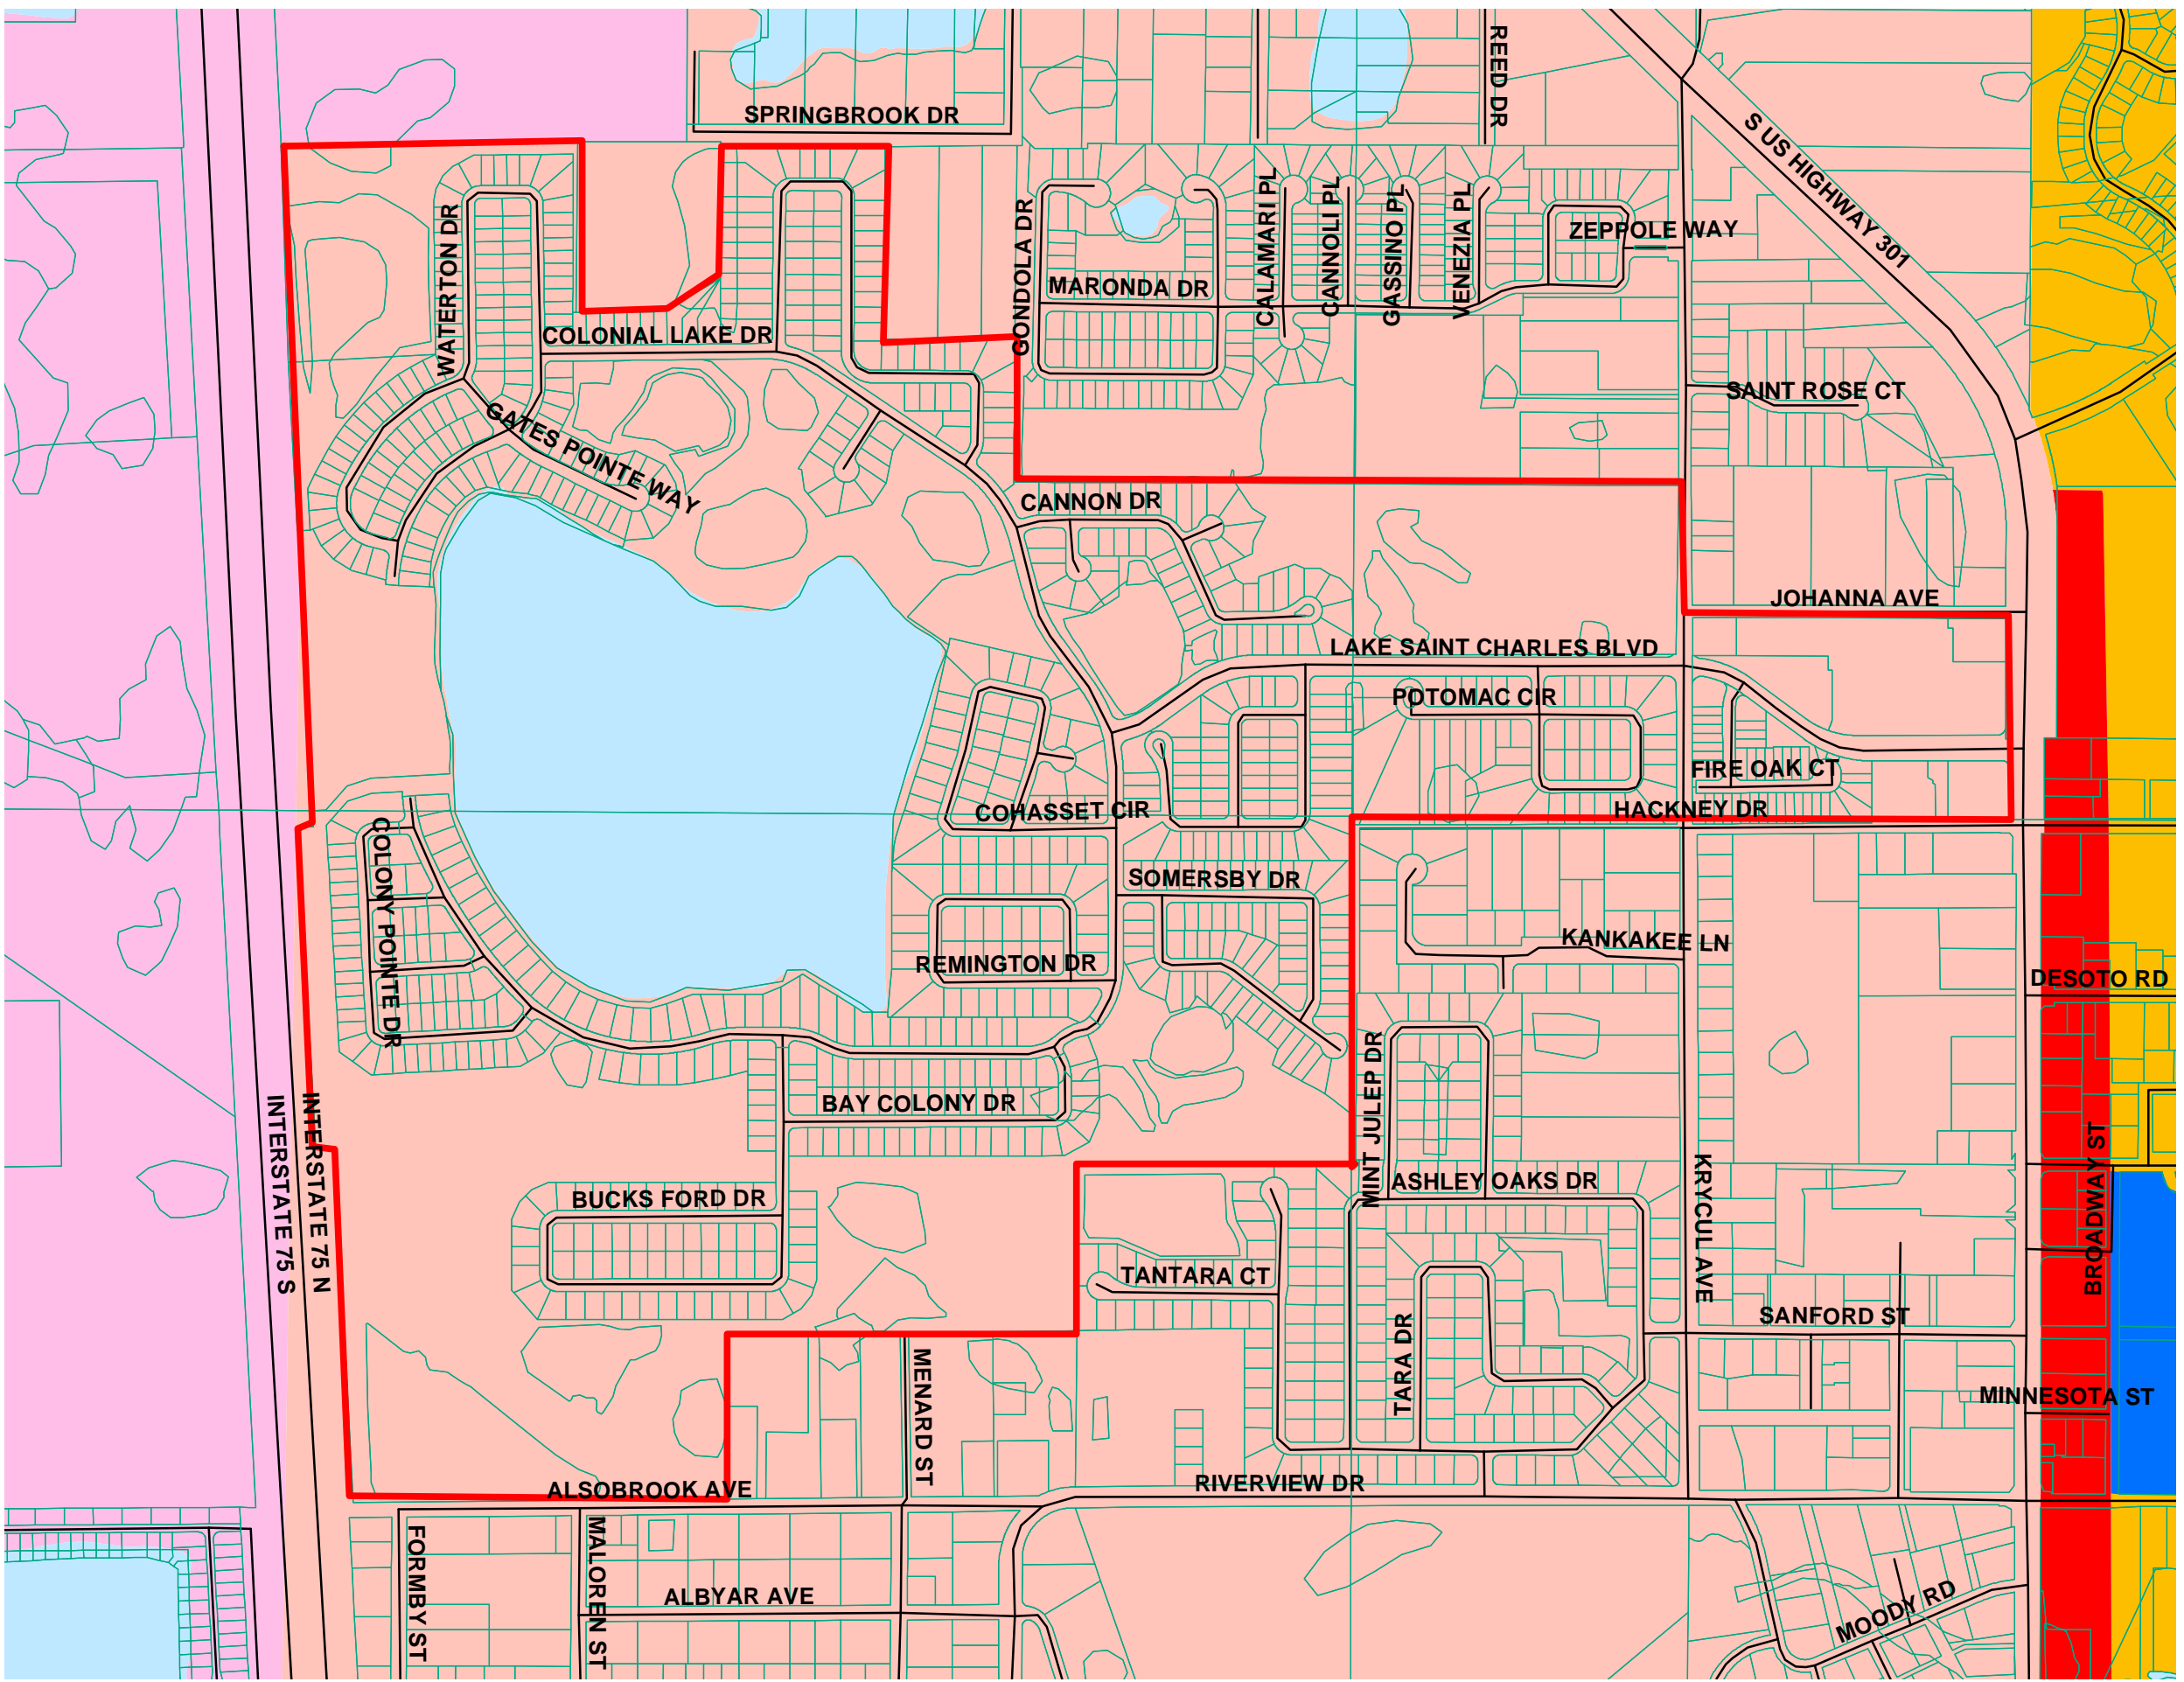 REED DR
SPRINGBROOK DR
S US HIGHWAY 301
WATERTON DR
GONDOLA DR
CALAMARI PL
CANNOLI PL
GASSINO PL
VENEZIA PL
ZEPPOLE WAY
MARONDA DR
COLONIAL LAKE DR
SAINT ROSE CT
GATES POINTE WAY
CANNON DR
JOHANNA AVE
LAKE SAINT CHARLES BLVD
POTOMAC CIR
FIRE OAK CT
COHASSET CIR
HACKNEY DR
COLONY POINTE DR
SOMERSBY DR
KANKAKEE LN
REMINGTON DR
DESOTO RD
MINT JULEP DR
BAY COLONY DR
INTERSTATE 75 S
INTERSTATE 75 N
BROADWAY ST
KRYCUL AVE
ASHLEY OAKS DR
BUCKS FORD DR
TANTARA CT
SANFORD ST
TARA DR
MENARD ST
MINNESOTA ST
ALSOBROOK AVE
RIVERVIEW DR
FORMBY ST
MALOREN ST
ALBYAR AVE
MOODY RD